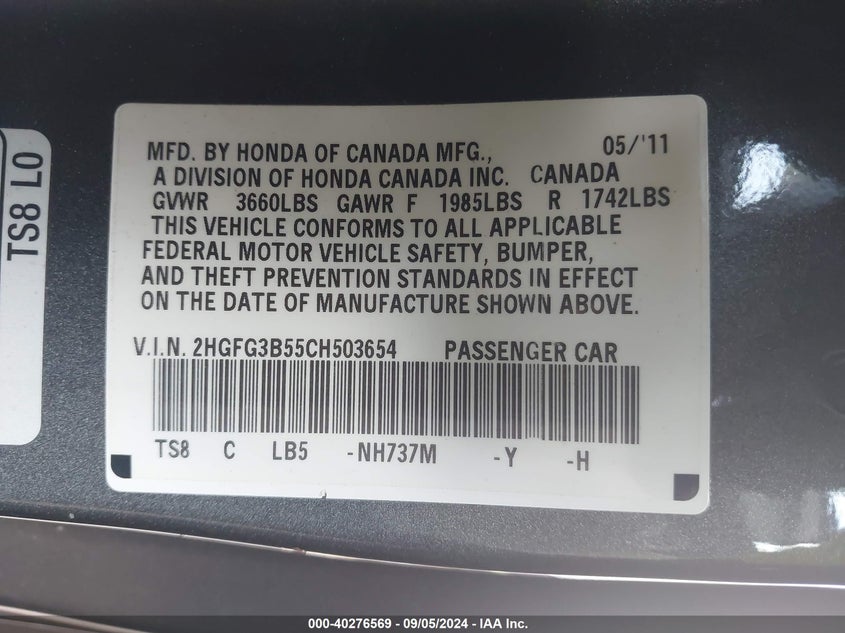 TS8 LO
MFD. BY HONDA OF CANADA MFG., 05/'11
A DIVISION OF HONDA CANADA INC. CANADA
GVWR 3660LBS GAWR F 1985LBS R 1742LBS
THIS VEHICLE CONFORMS TO ALL APPLICABLE
FEDERAL MOTOR VEHICLE SAFETY, BUMPER,
AND THEFT PREVENTION STANDARDS IN EFFECT
ON THE DATE OF MANUFACTURE SHOWN ABOVE.
V.I.N. 2HGFG3B55CH503654 PASSENGER CAR
TS8 C LB5 -NH737M -Y -H
000-40276569 - 09/05/2024 - IAA Inc.